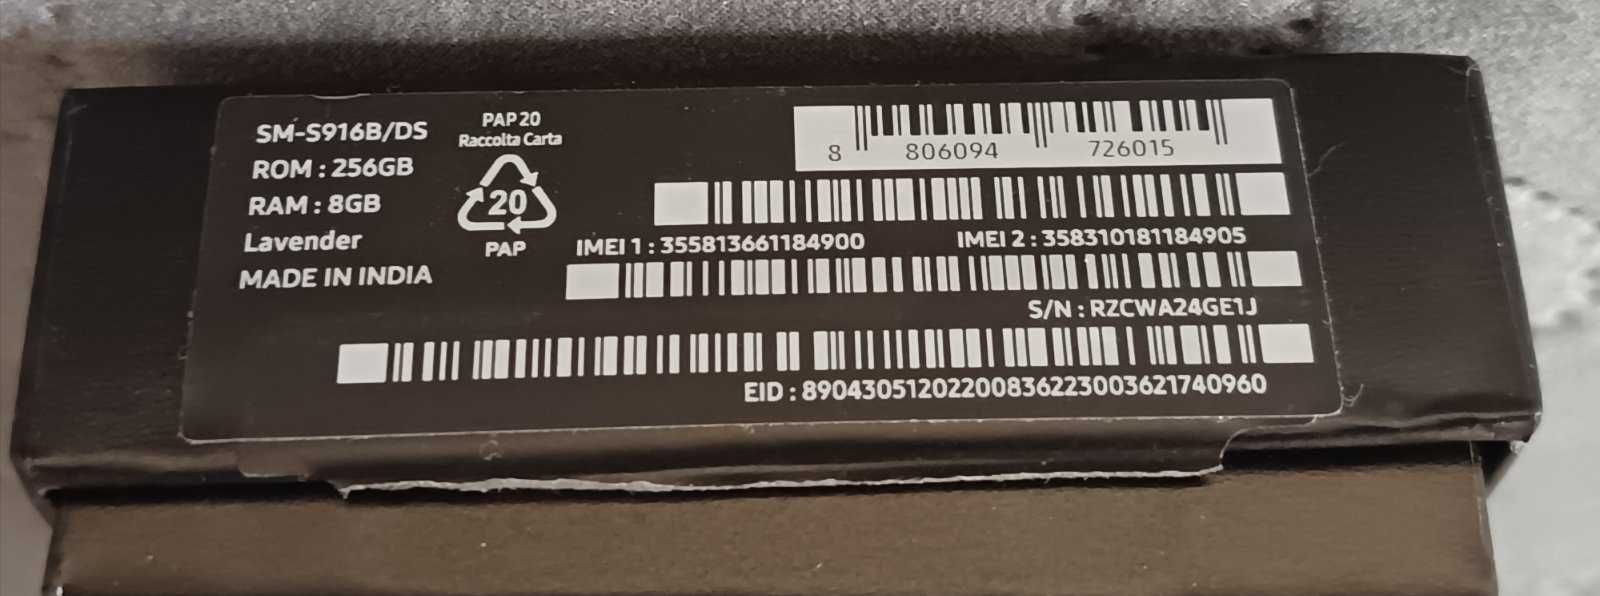 SM-S916B/DS
ROM : 256GB
RAM : 8GB
Lavender
MADE IN INDIA
PAP 20
Raccolta Carta
20
PAP
8 806094 726015
IMEI 1 : 355813661184900 IMEI 2 : 358310181184905
S/N : RZCWA24GE1J
EID : 89043051202200836223003621740960